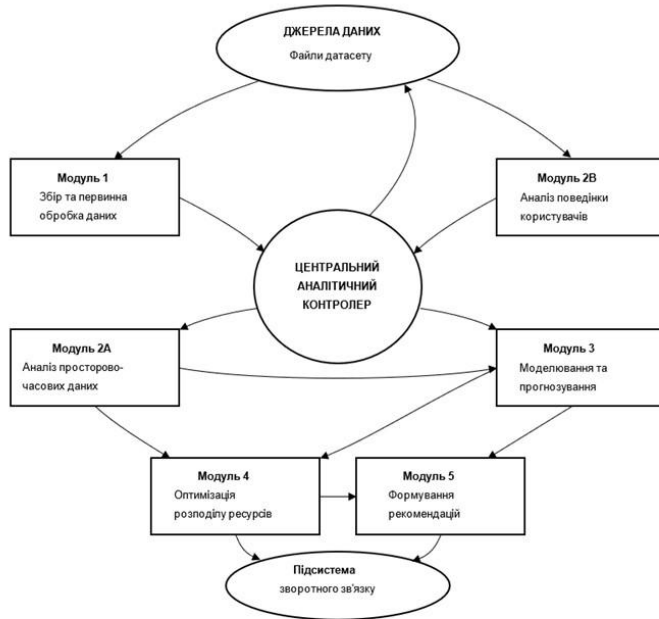 ДЖЕРЕЛА ДАНИХ
Файли датасету
Модуль 1
Збір та первинна
обробка даних
Модуль 2В
Аналіз поведінки
користувачів
ЦЕНТРАЛЬНИЙ
АНАЛІТИЧНИЙ
КОНТРОЛЕР
Модуль 2А
Аналіз просторово-
часових даних
Модуль 3
Моделювання та
прогнозування
Модуль 4
Оптимізація
розподілу ресурсів
Модуль 5
Формування
рекомендацій
Підсистема
зворотного зв'язку